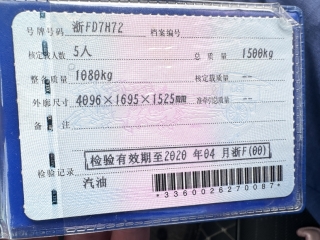 号牌号码 浙FD7H72 档案编号
核定载人数 5人 总质量 1500kg
整备质量 1080kg 核定载质量 --
外廓尺寸 4096×1695×1525mm 准牵引总质量 --
备注
检验有效期至2020 年04 月浙F(00)
检验记录
汽油
*3360026270087*